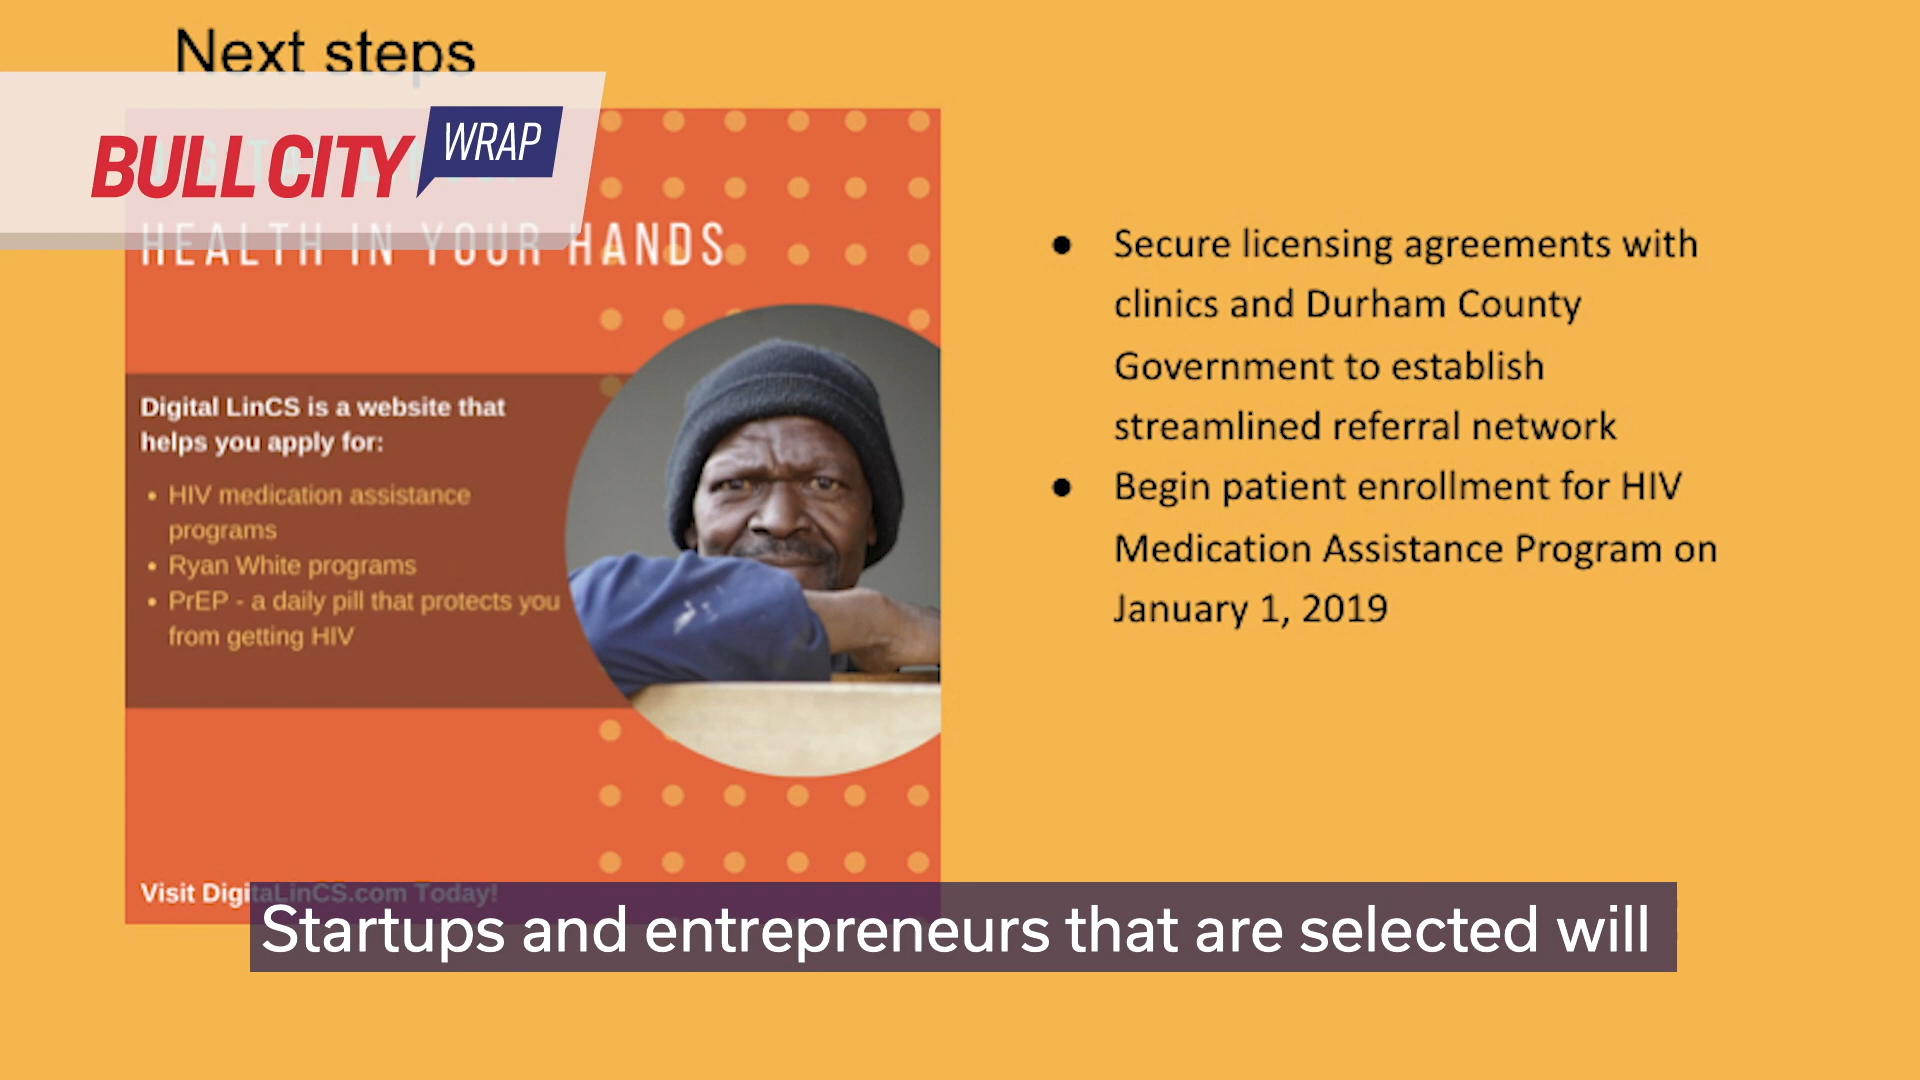 Next steps
BULL CITY WRAP
HEALTH IN YOUR HANDS
Digital LinCS is a website that
helps you apply for:
• HIV medication assistance
programs
• Ryan White programs
• PrEP - a daily pill that protects you
from getting HIV
Visit DigitaLinCS.com Today!
● Secure licensing agreements with
clinics and Durham County
Government to establish
streamlined referral network
● Begin patient enrollment for HIV
Medication Assistance Program on
January 1, 2019
Startups and entrepreneurs that are selected will